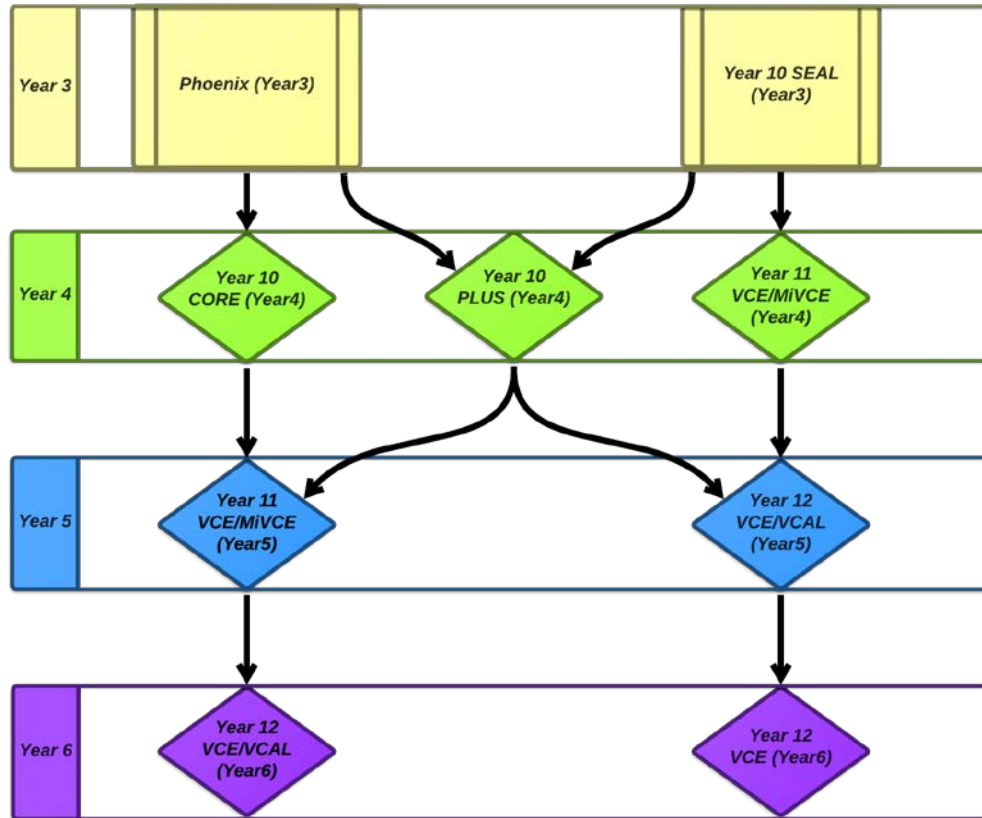 Year 3
Phoenix (Year3)
Year 10 SEAL
(Year3)
Year 4
Year 10
CORE (Year4)
Year 10
PLUS (Year4)
Year 11
VCE/MiVCE
(Year4)
Year 5
Year 11
VCE/MiVCE
(Year5)
Year 12
VCE/VCAL
(Year5)
Year 6
Year 12
VCE/VCAL
(Year6)
Year 12
VCE (Year6)